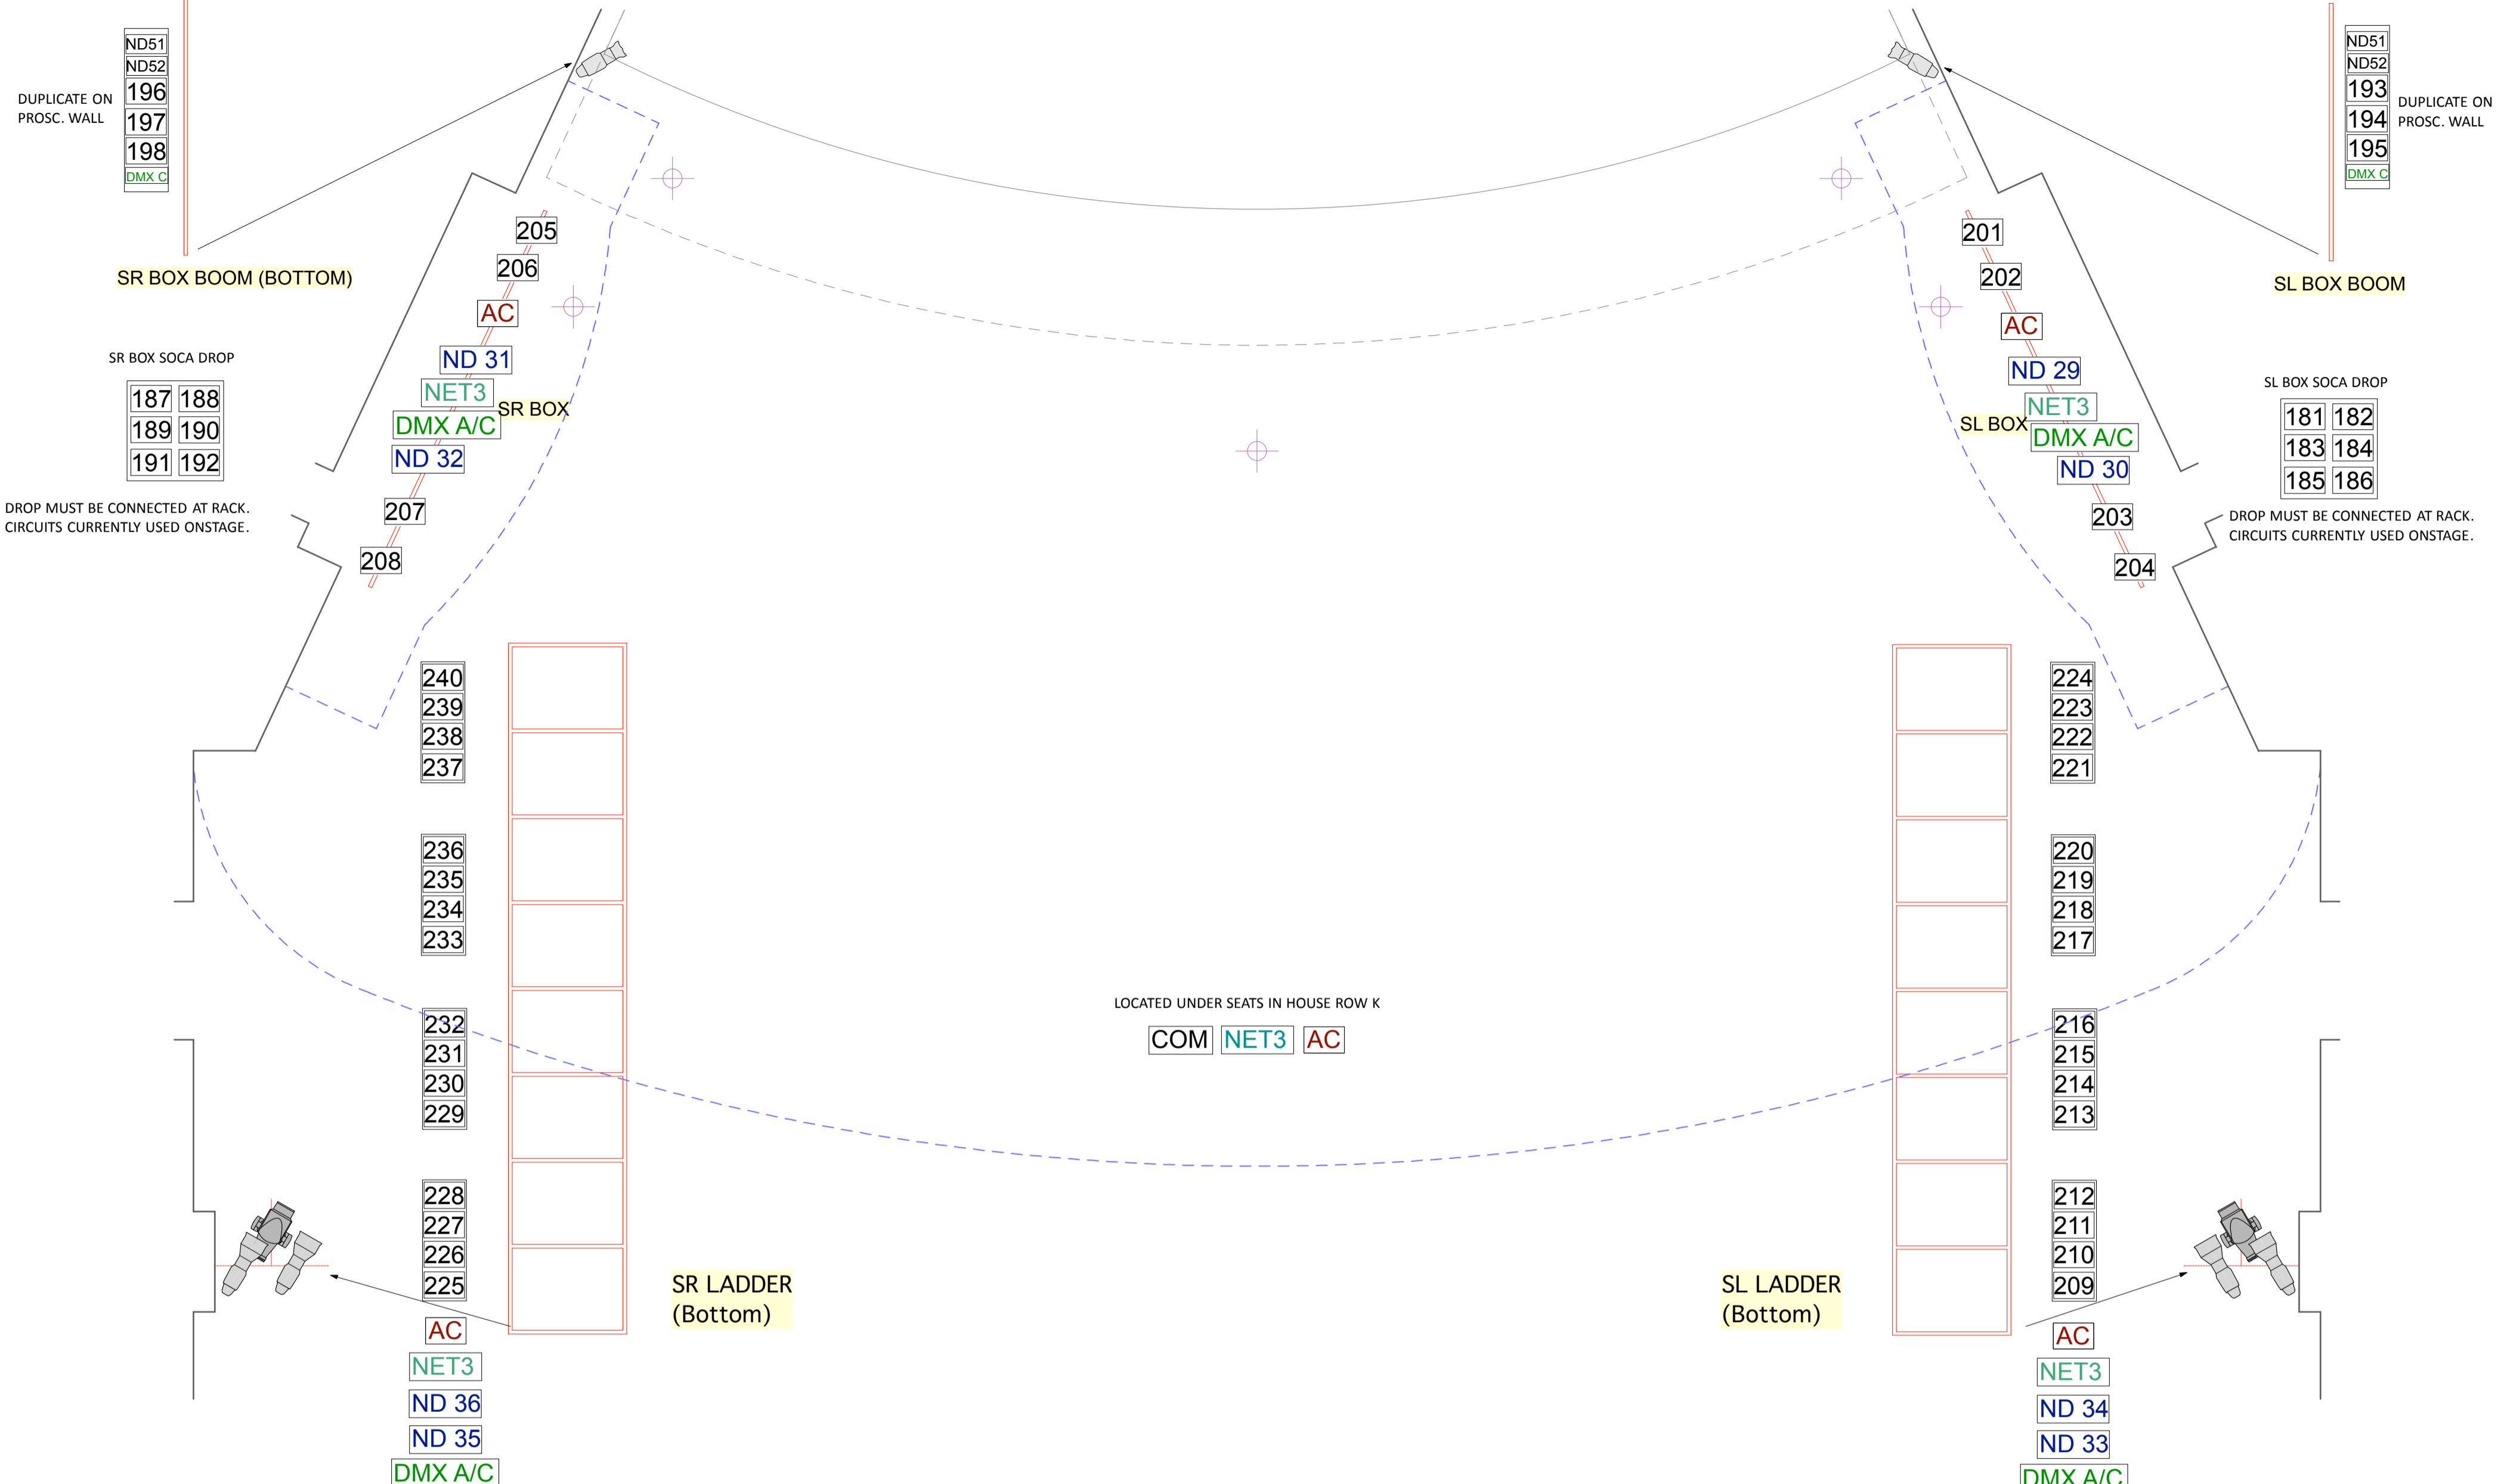 ND51
ND52
196
197
198
DMX C
DUPLICATE ON
PROSC. WALL
SR BOX BOOM (BOTTOM)
SR BOX SOCA DROP
187 188
189 190
191 192
DROP MUST BE CONNECTED AT RACK.
CIRCUITS CURRENTLY USED ONSTAGE.
205
206
AC
ND 31
NET3
DMX A/C
ND 32
207
208
SR BOX
240
239
238
237
236
235
234
233
232
231
230
229
228
227
226
225
AC
NET3
ND 36
ND 35
DMX A/C
SR LADDER
(Bottom)
LOCATED UNDER SEATS IN HOUSE ROW K
COM NET3 AC
ND51
ND52
193
194
195
DMX C
DUPLICATE ON
PROSC. WALL
SL BOX BOOM
201
202
AC
ND 29
NET3
DMX A/C
ND 30
203
204
SL BOX
SL BOX SOCA DROP
181 182
183 184
185 186
DROP MUST BE CONNECTED AT RACK.
CIRCUITS CURRENTLY USED ONSTAGE.
224
223
222
221
220
219
218
217
216
215
214
213
212
211
210
209
AC
NET3
ND 34
ND 33
DMX A/C
SL LADDER
(Bottom)